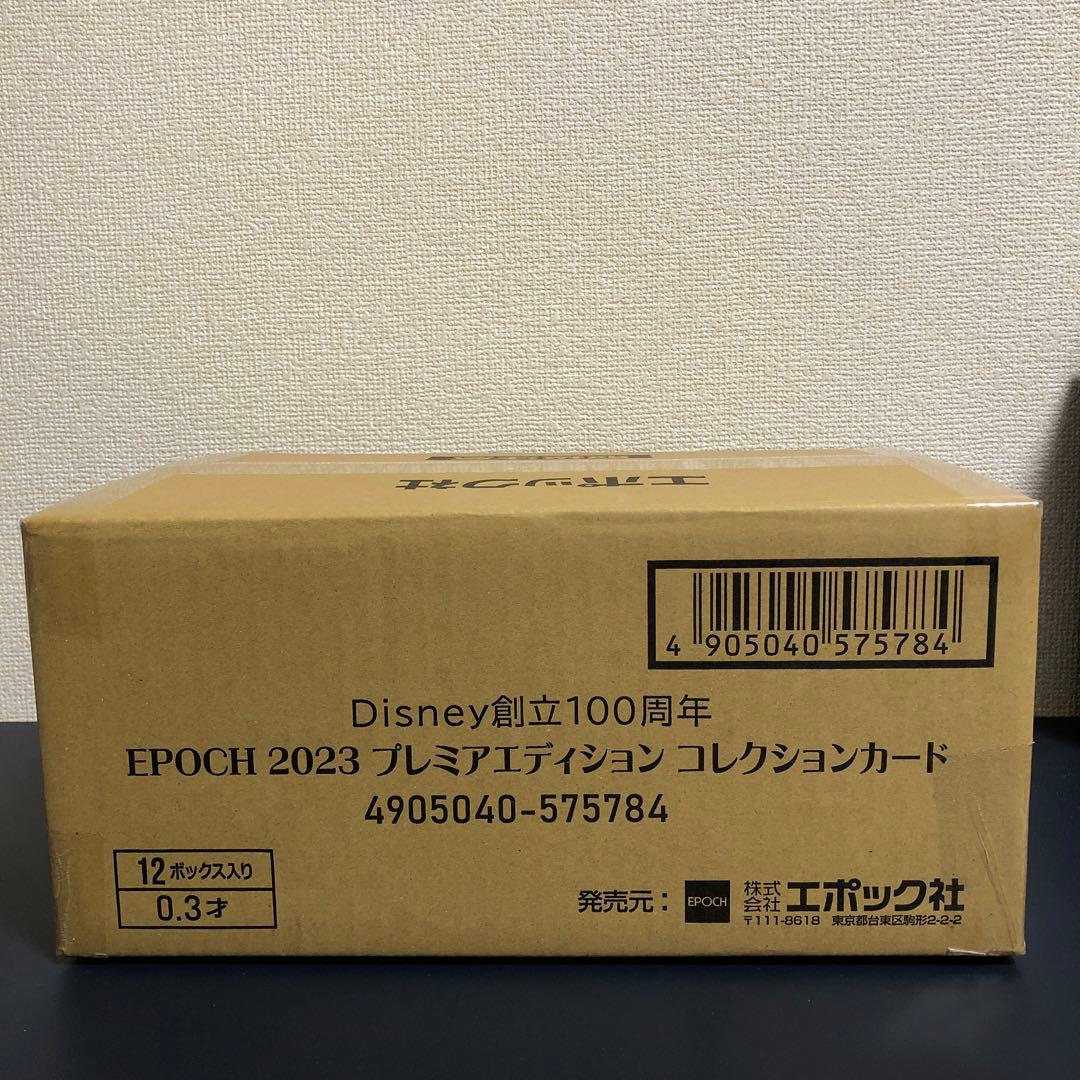 エポック社
4 905040 575784
Disney創立100周年
EPOCH 2023 プレミアエディション コレクションカード
4905040-575784
12ボックス入り
0.3才
発売元： EPOCH 株式会社 エポック社
〒111-8618 東京都台東区駒形2-2-2